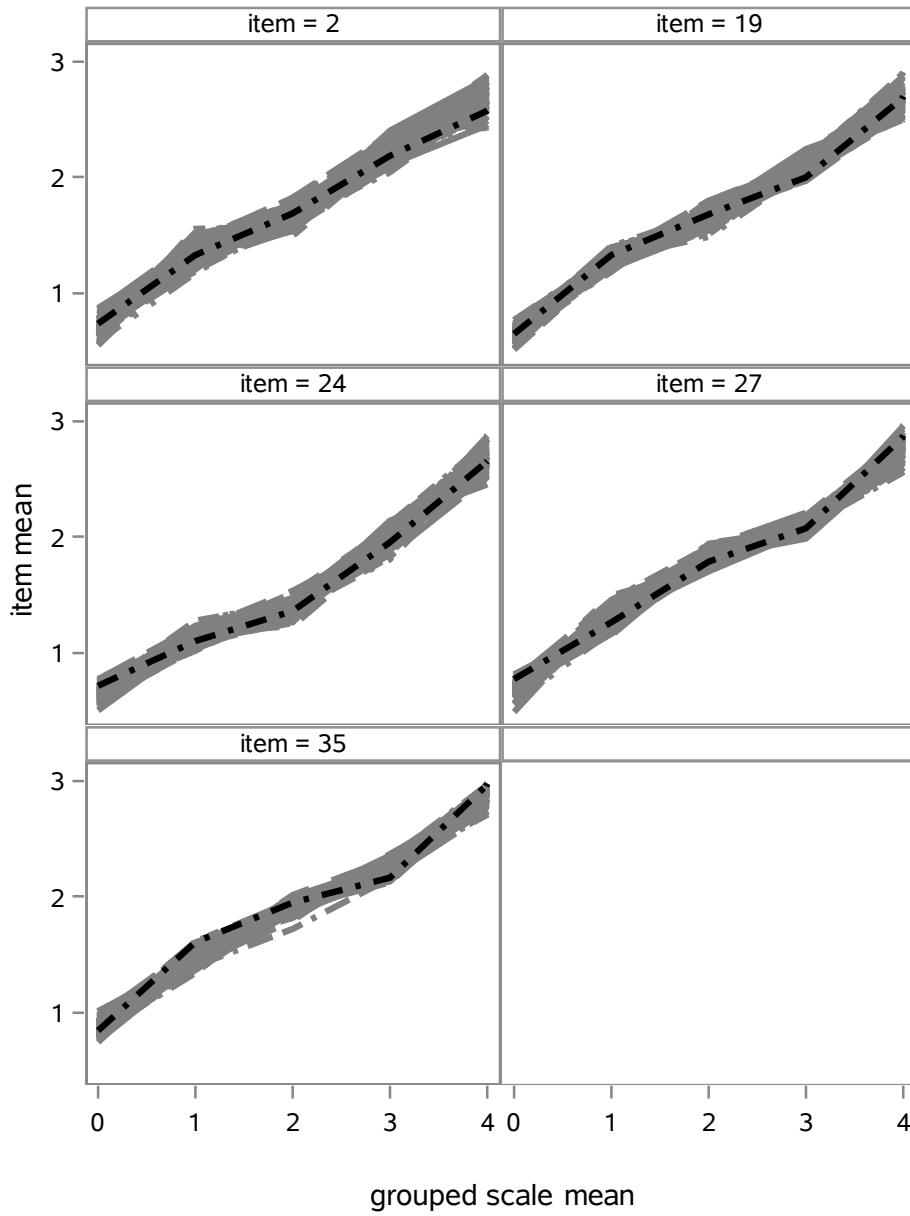 item = 2
item = 19
3
2
1
item = 24
item = 27
3
2
1
item mean
item = 35
3
2
1
0 1 2 3 4 0 1 2 3 4
grouped scale mean